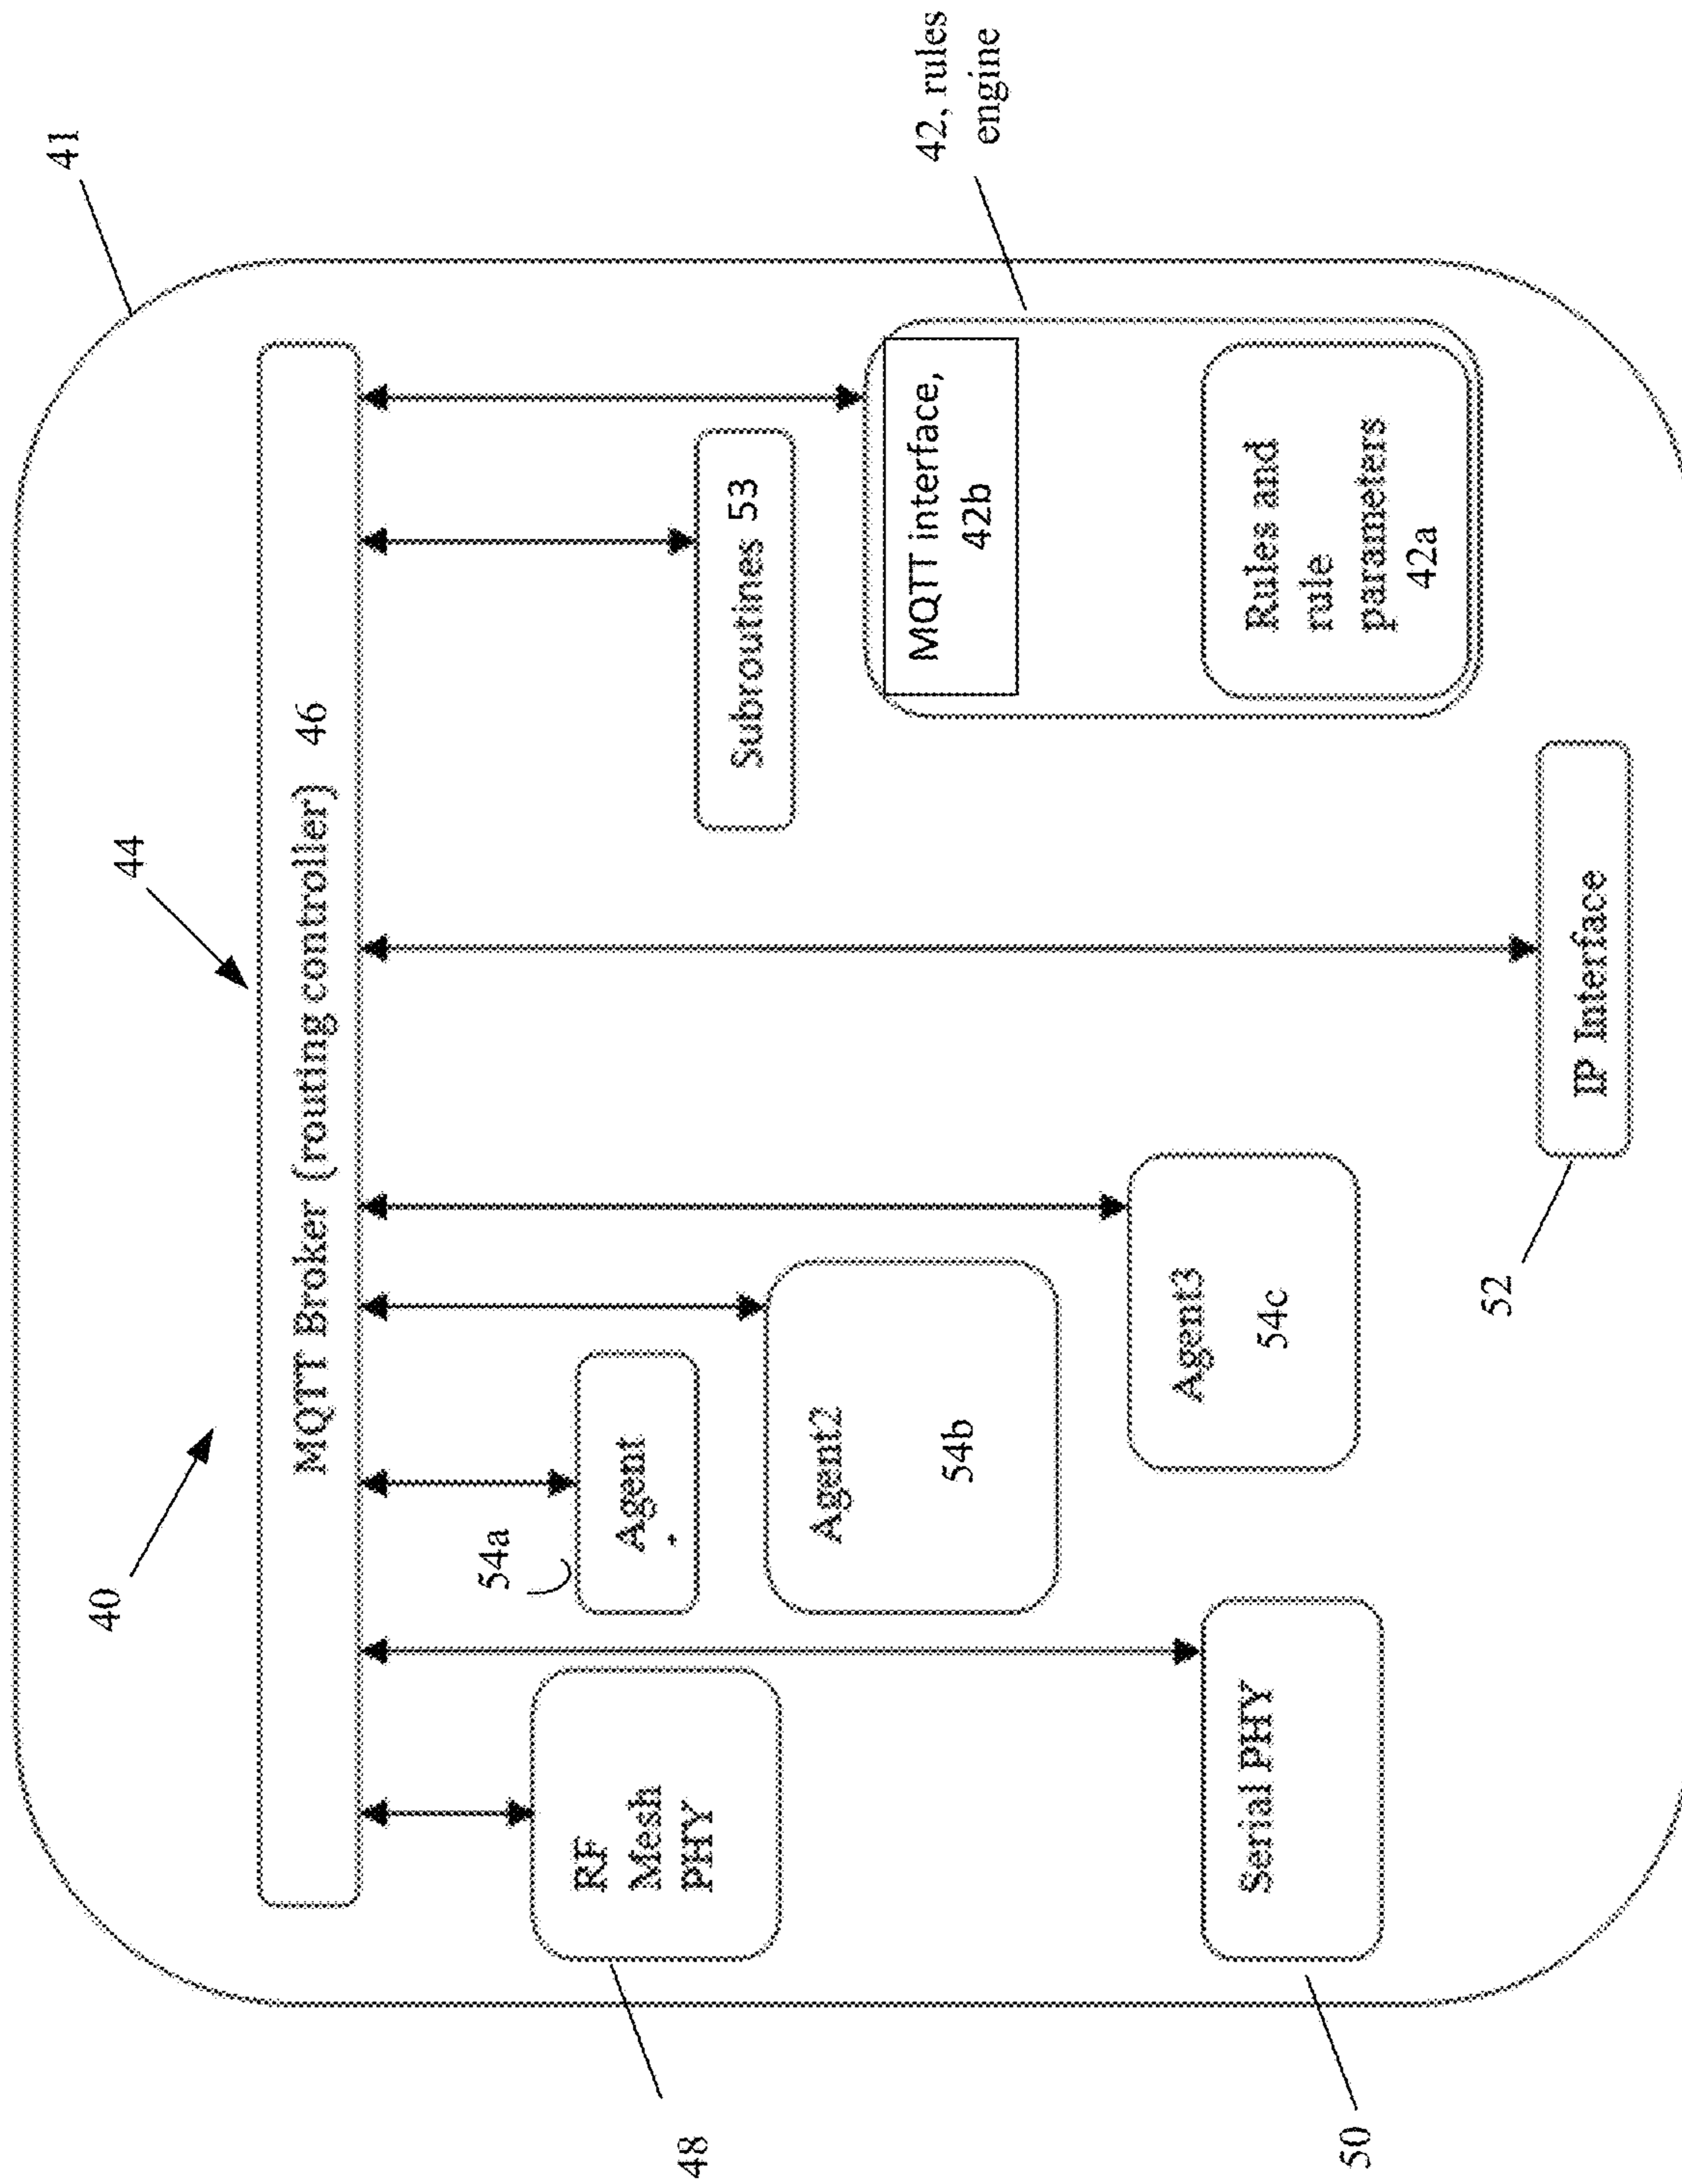 41
44
40
MQTT Broker (routing controller) 46
54a
Agent
RF
Mesh
PHY
48
Agent2
54b
Subroutines 53
42, rules
engine
MQTT interface,
42b
Agent3
54c
Rules and
rule
parameters
42a
Serial PHY
50
IP Interface
52